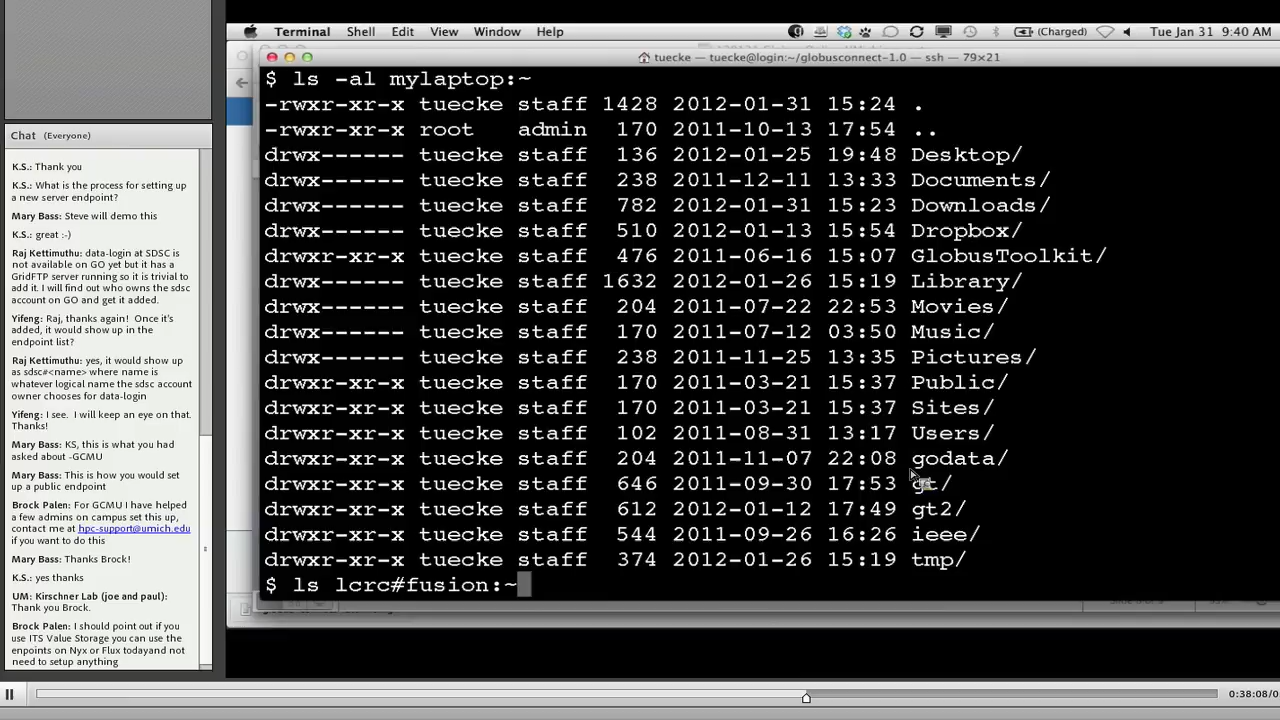 Terminal Shell Edit View Window Help (Charged) Tue Jan 31 9:40 AM
tuecke — tuecke@login:~/globusconnect-1.0 — ssh — 79×21
$ ls -al mylaptop:~
-rwxr-xr-x tuecke staff 1428 2012-01-31 15:24 .
-rwxr-xr-x root admin 170 2011-10-13 17:54 ..
drwx------ tuecke staff 136 2012-01-25 19:48 Desktop/
drwx------ tuecke staff 238 2011-12-11 13:33 Documents/
drwx------ tuecke staff 782 2012-01-31 15:23 Downloads/
drwx------ tuecke staff 510 2012-01-13 15:54 Dropbox/
drwx------ tuecke staff 476 2011-06-16 15:07 GlobusToolkit/
drwx------ tuecke staff 1632 2012-01-26 15:19 Library/
drwx------ tuecke staff 204 2011-07-22 22:53 Movies/
drwx------ tuecke staff 170 2011-07-12 03:50 Music/
drwx------ tuecke staff 238 2011-11-25 13:35 Pictures/
drwxr-xr-x tuecke staff 170 2011-03-21 15:37 Public/
drwxr-xr-x tuecke staff 170 2011-03-21 15:37 Sites/
drwxr-xr-x tuecke staff 102 2011-08-31 13:17 Users/
drwxr-xr-x tuecke staff 204 2011-11-07 22:08 godata/
drwxr-xr-x tuecke staff 646 2011-09-30 17:53 gt/
drwxr-xr-x tuecke staff 612 2012-01-12 17:49 gt2/
drwxr-xr-x tuecke staff 544 2011-09-26 16:26 ieee/
drwxr-xr-x tuecke staff 374 2012-01-26 15:19 tmp/
$ ls lcrc#fusion:~
Chat (Everyone)
K.S.: Thank you
K.S.: What is the process for setting up
a new server endpoint?
Mary Bass: Steve will demo this
K.S.: great :-)
Raj Kettimuthu: data-login at SDSC is
not available on GO yet but it has a
GridFTP server running so it is trivial to
add it. I will find out who owns the sdsc
account on GO and get it added.
Yifeng: Raj, thanks again! Once it's
added, it would show up in the
endpoint list?
Raj Kettimuthu: yes, it would show up
as sdsc#<name> where name is
whatever logical name the sdsc account
owner chooses for data-login
Yifeng: I see. I will keep an eye on that.
Thanks!
Mary Bass: KS, this is what you had
asked about -GCMU
Mary Bass: This is how you would set
up a public endpoint
Brock Palen: For GCMU I have helped
a few admins on campus set this up,
contact me at hpc-support@umich.edu
if you want to do this
Mary Bass: Thanks Brock!
K.S.: yes thanks
UM: Kirschner Lab (joe and paul):
Thank you Brock.
Brock Palen: I should point out if you
use ITS Value Storage you can use the
enpoints on Nyx or Flux todayand not
need to setup anything
0:38:08/0